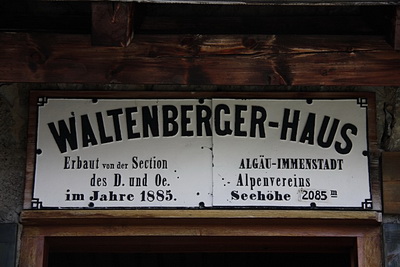 WALTENBERGER-HAUS
Erbaut von der Section ALGÄU-IMMENSTADT
des D. und Oe. Alpenvereins
im Jahre 1885. Seehöhe 2085 m